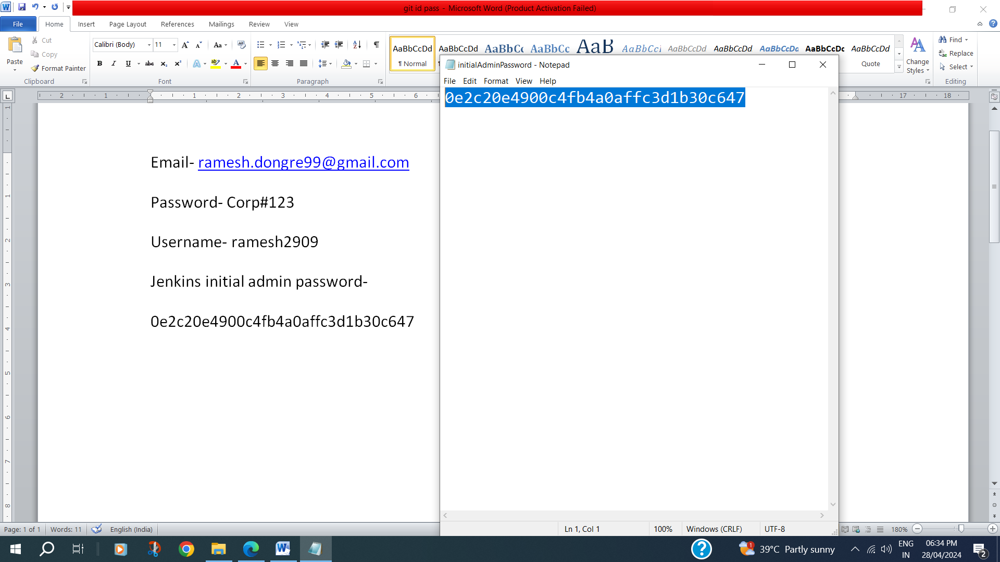 git id pass - Microsoft Word (Product Activation Failed)
File Home Insert Page Layout References Mailings Review View
Paste
Cut
Copy
Format Painter
Clipboard
Calibri (Body) 11
Font
Paragraph
AaBbCcDd
¶ Normal
AaBbCcDd
AaBbCc
AaBbCc
AaB
AaBbCcI
AaBbCcDd
AaBbCcDd
AaBbCcDd
AaBbCcDd
AaBbCcDd
Quote
Change Styles
Find
Replace
Select
Editing
initialAdminPassword - Notepad
File Edit Format View Help
0e2c20e4900c4fb4a0affc3d1b30c647
Email- ramesh.dongre99@gmail.com
Password- Corp#123
Username- ramesh2909
Jenkins initial admin password-
0e2c20e4900c4fb4a0affc3d1b30c647
Ln 1, Col 1 100% Windows (CRLF) UTF-8
Page: 1 of 1 Words: 11 English (India) 180%
39°C Partly sunny
ENG
IN
06:34 PM
28/04/2024
2